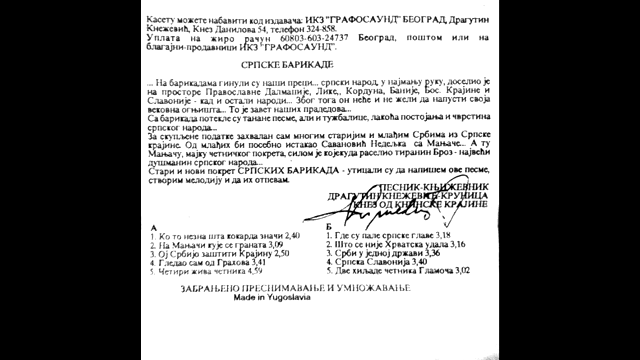 Касету можете набавити код издавача: ИКЗ "ГРАФОСАУНД" БЕОГРАД, Драгутин
Кнежевић, Кнез Данилова 54, телефон 324-858.
Уплата на жиро рачун 60803-603-24737 Београд, поштом или на
благајни-продавници ИКЗ "ГРАФОСАУНД".
СРПСКЕ БАРИКАДЕ
... На барикадама гинули су наши преци... српски народ, у најмању руку, доселио је
на просторе Православне Далмације, Лике,, Кордуна, Баније, Бос. Крајине и
Славоније - кад и остали народи... Због тога он неће и не жели да напусти своја
вековна огњишта... То је завет наших прадедова...
Са барикада потекле су танане песме, али и тужбалице, лакоћа постојања и чврстина
српског народа...
За скупљене податке захвалан сам многим старијим и млађим Србима из Српске
крајине. Од млађих би посебно истакао Савановић Недељка са Мањаче... А ту
Мањачу, мајку четничког покрета, силом је којекуда раселио тиранин Броз - највећи
душманин српског народа...
Стари и нови покрет СРПСКИХ БАРИКАДА - утицали су да напишем ове песме,
створим мелодију и да их отпевам.
ПЕСНИК-КЊИЖЕВНИК
ДРАГУТИН КНЕЖЕВИЋ-КРУНИЦА
КНЕЗ ОД КНИНСКЕ КРАЈИНЕ
А
1. Ко то незна шта кокарда значи 2,40
2. На Мањачи кује се граната 3,09
3. Ој Србијо заштити Крајину 2,50
4. Гледао сам од Грахова 3,41
5. Четири жива четника 4,59
Б
1. Где су пале српске главе 3,18
2. Што се није Хрватска удала 3,16
3. Срби у једној држави 3,36
4. Српска Славонија 3,40
5. Две хиљаде четника Гламоча 3,02
ЗАБРАЊЕНО ПРЕСНИМАВАЊЕ И УМНОЖАВАЊЕ
Made in Yugoslavia